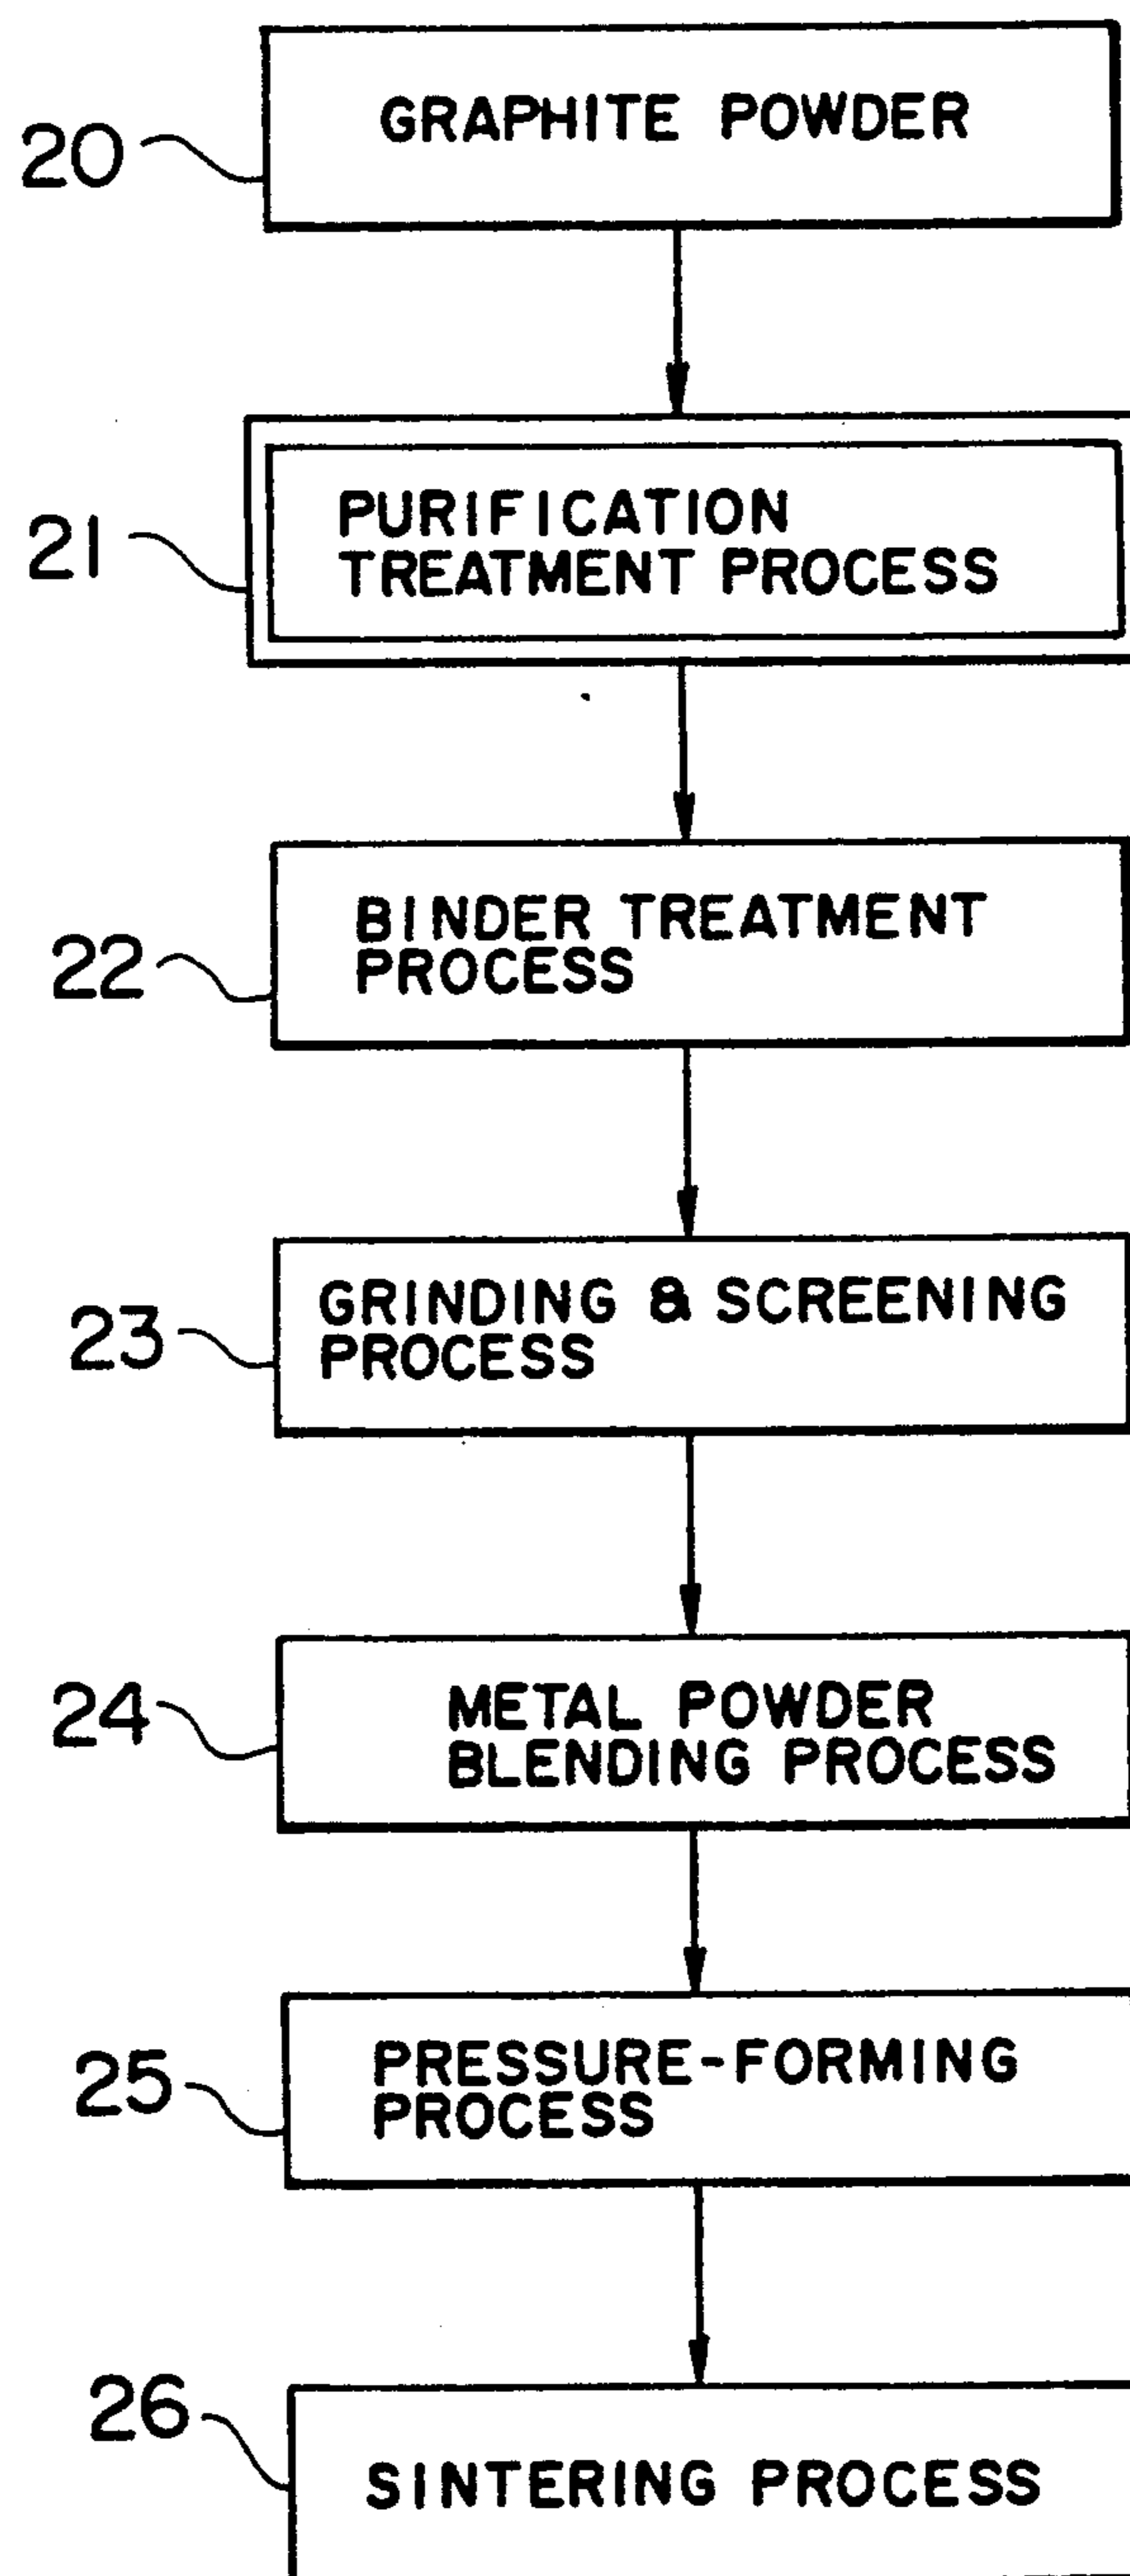 GRAPHITE POWDER
20
PURIFICATION
TREATMENT PROCESS
21
BINDER TREATMENT
PROCESS
22
GRINDING & SCREENING
PROCESS
23
METAL POWDER
BLENDING PROCESS
24
PRESSURE-FORMING
PROCESS
25
SINTERING PROCESS
26